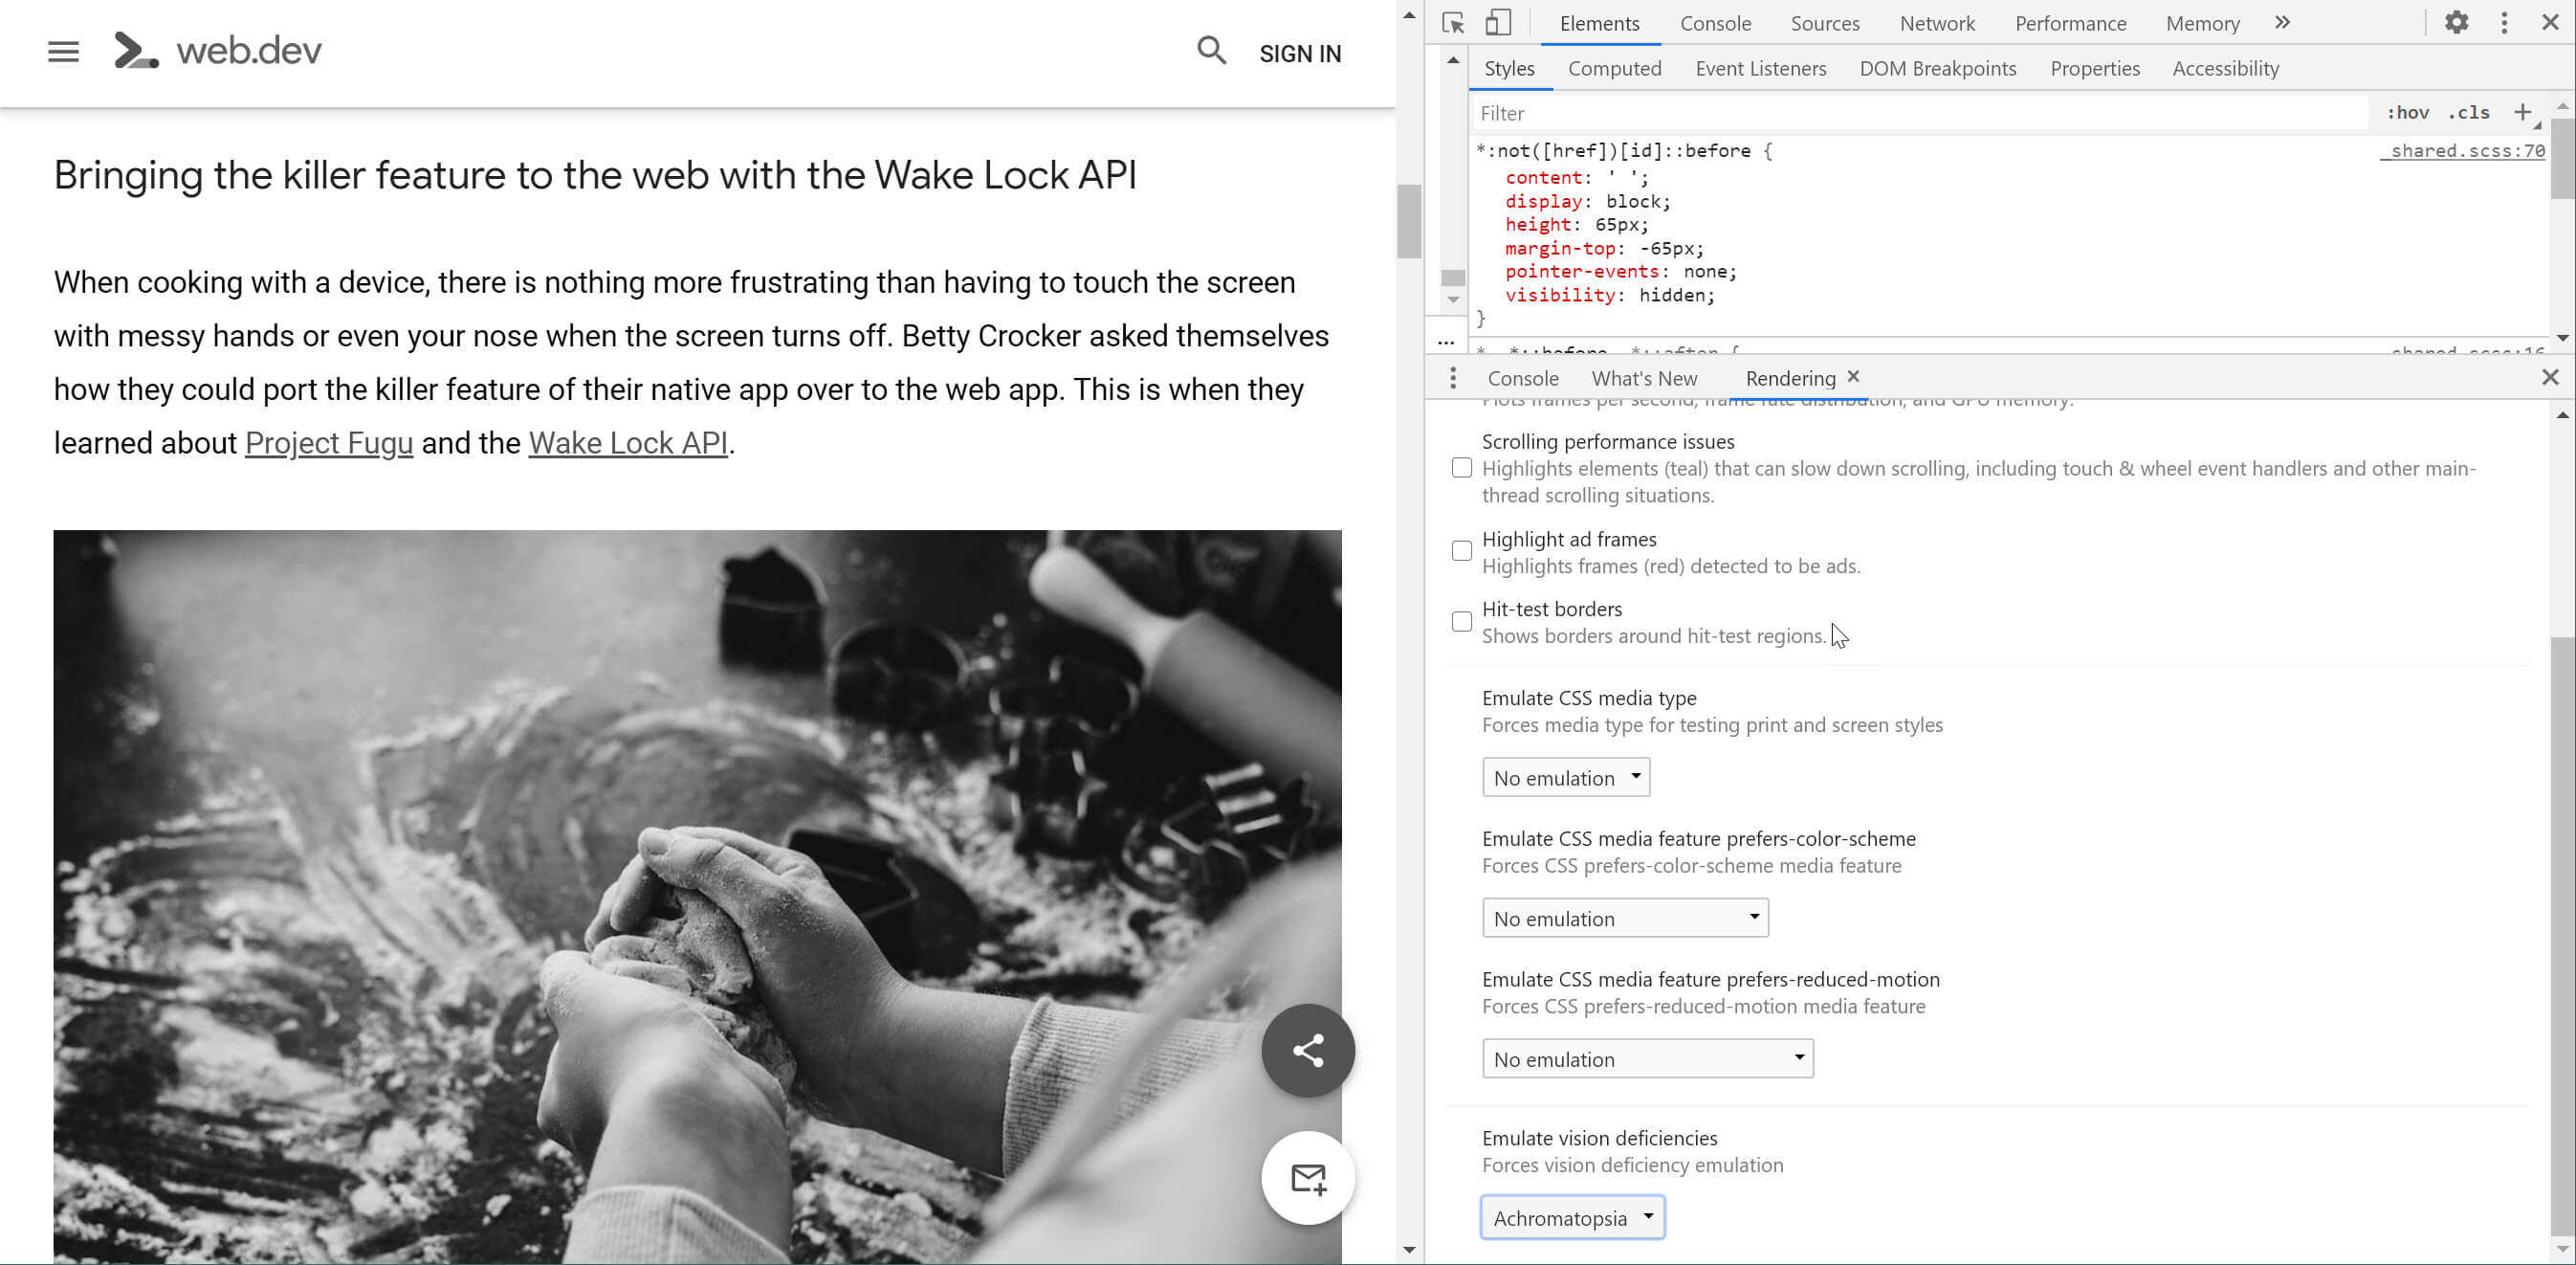 web.dev
SIGN IN
Bringing the killer feature to the web with the Wake Lock API
When cooking with a device, there is nothing more frustrating than having to touch the screen
with messy hands or even your nose when the screen turns off. Betty Crocker asked themselves
how they could port the killer feature of their native app over to the web app. This is when they
learned about Project Fugu and the Wake Lock API.
Elements Console Sources Network Performance Memory »
Styles Computed Event Listeners DOM Breakpoints Properties Accessibility
Filter :hov .cls +
*:not([href])[id]::before { _shared.scss:70
content: ' ';
display: block;
height: 65px;
margin-top: -65px;
pointer-events: none;
visibility: hidden;
}
...
Console What's New Rendering ×
Plots frames per second, frame rate distribution, and GPU memory.
Scrolling performance issues
Highlights elements (teal) that can slow down scrolling, including touch & wheel event handlers and other main-
thread scrolling situations.
Highlight ad frames
Highlights frames (red) detected to be ads.
Hit-test borders
Shows borders around hit-test regions.
Emulate CSS media type
Forces media type for testing print and screen styles
No emulation
Emulate CSS media feature prefers-color-scheme
Forces CSS prefers-color-scheme media feature
No emulation
Emulate CSS media feature prefers-reduced-motion
Forces CSS prefers-reduced-motion media feature
No emulation
Emulate vision deficiencies
Forces vision deficiency emulation
Achromatopsia